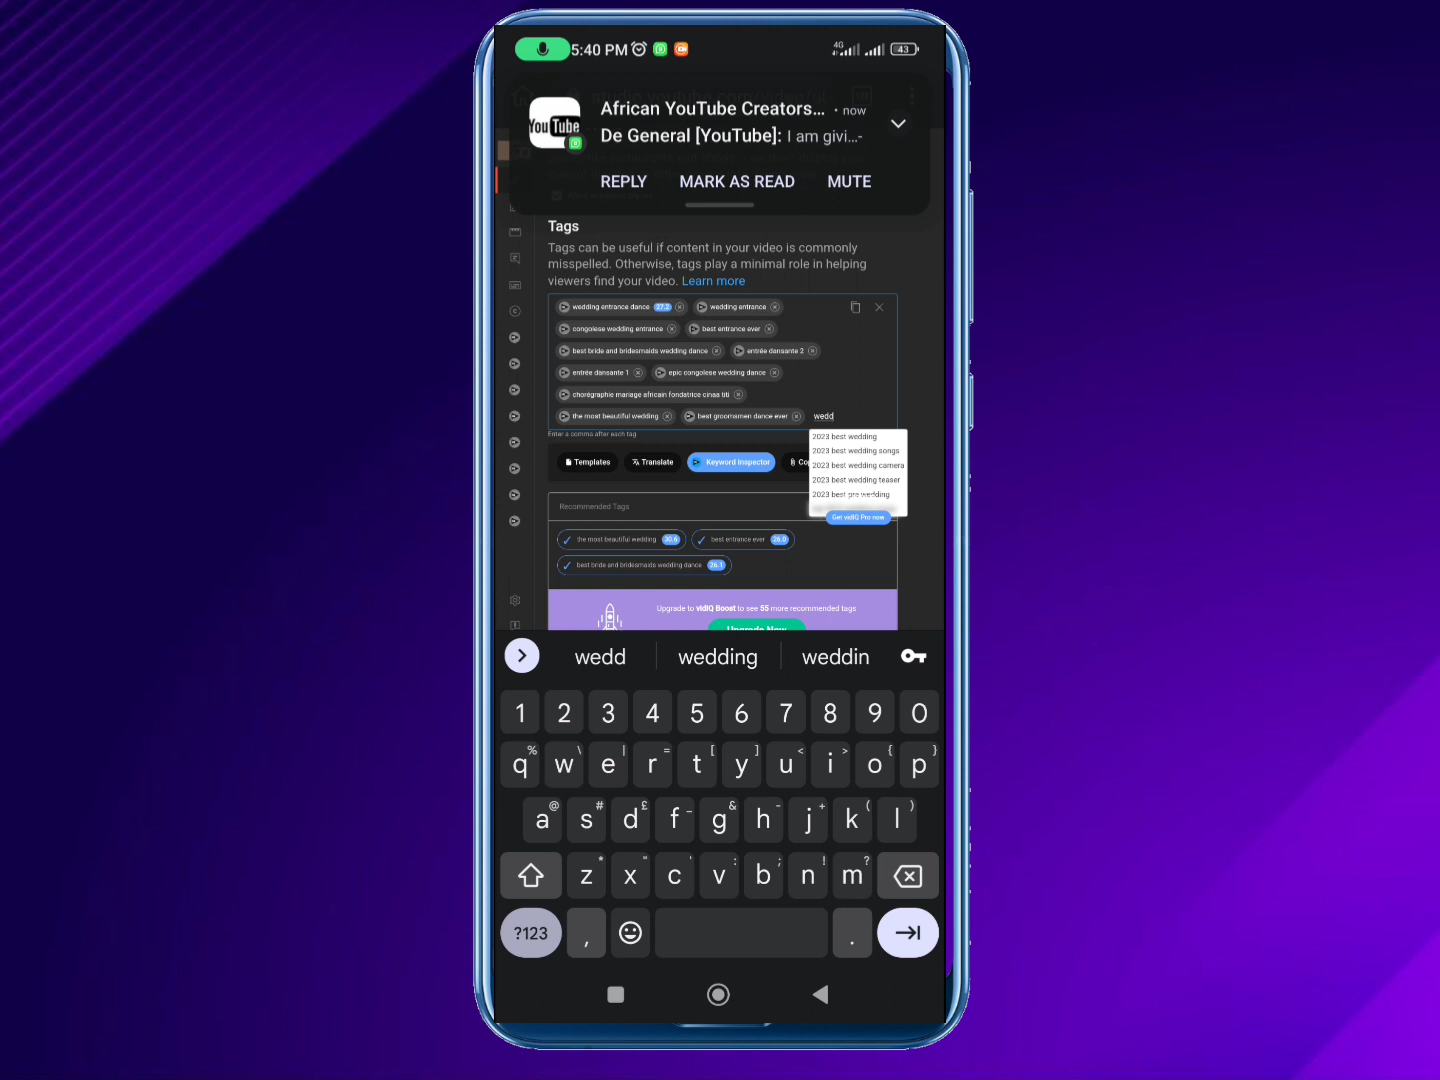 5:40 PM
4G
43
YouTube
African YouTube Creators... • now
De General [YouTube]: I am givi...-
REPLY MARK AS READ MUTE
Tags
Tags can be useful if content in your video is commonly
misspelled. Otherwise, tags play a minimal role in helping
viewers find your video. Learn more
wedding entrance dance 27.2 wedding entrance
congolese wedding entrance best entrance ever
best bride and bridesmaids wedding dance entrée dansante 2
entrée dansante 1 epic congolese wedding dance
chorégraphie mariage africain fondatrice cinaa titi
the most beautiful wedding best groomsmen dance ever wedd
Enter a comma after each tag
2023 best wedding
2023 best wedding songs
2023 best wedding camera
2023 best wedding teaser
2023 best pre wedding
Get vidIQ Pro now
Templates Translate Keyword Inspector Cop
Recommended Tags
the most beautiful wedding 30.6 best entrance ever 26.0
best bride and bridesmaids wedding dance 26.1
Upgrade to vidIQ Boost to see 55 more recommended tags
Upgrade Now
wedd wedding weddin
1 2 3 4 5 6 7 8 9 0
% \ | = [ ] < > { }
q w e r t y u i o p
@ # £ _ & - + ( )
a s d f g h j k l
* " ' : ; ! ?
z x c v b n m
?123 , .